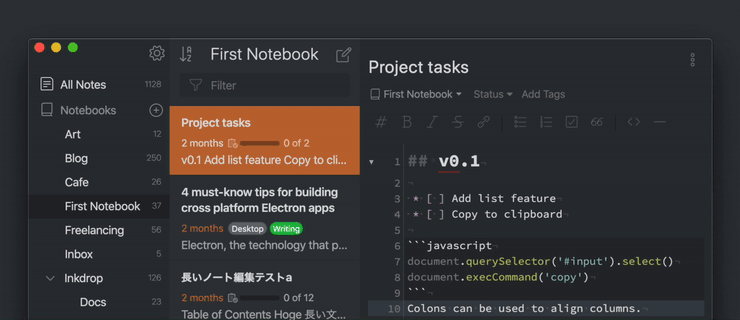 All Notes 1128
Notebooks
Art 12
Blog 250
Cafe 26
First Notebook 37
Freelancing 56
Inbox 5
Inkdrop 126
Docs 23
First Notebook
Filter
Project tasks
2 months 0 of 2
v0.1 Add list feature Copy to cli...
4 must-know tips for building
cross platform Electron apps
2 months Desktop Writing
Electron, the technology that p...
長いノート編集テストa
2 months 0 of 12
Table of Contents Hoge 長い文...
Project tasks
First Notebook Status Add Tags
1 ## v0.1
2
3 * [ ] Add list feature
4 * [ ] Copy to clipboard
5
6 ```javascript
7 document.querySelector('#input').select()
8 document.execCommand('copy')
9 ```
10 Colons can be used to align columns.